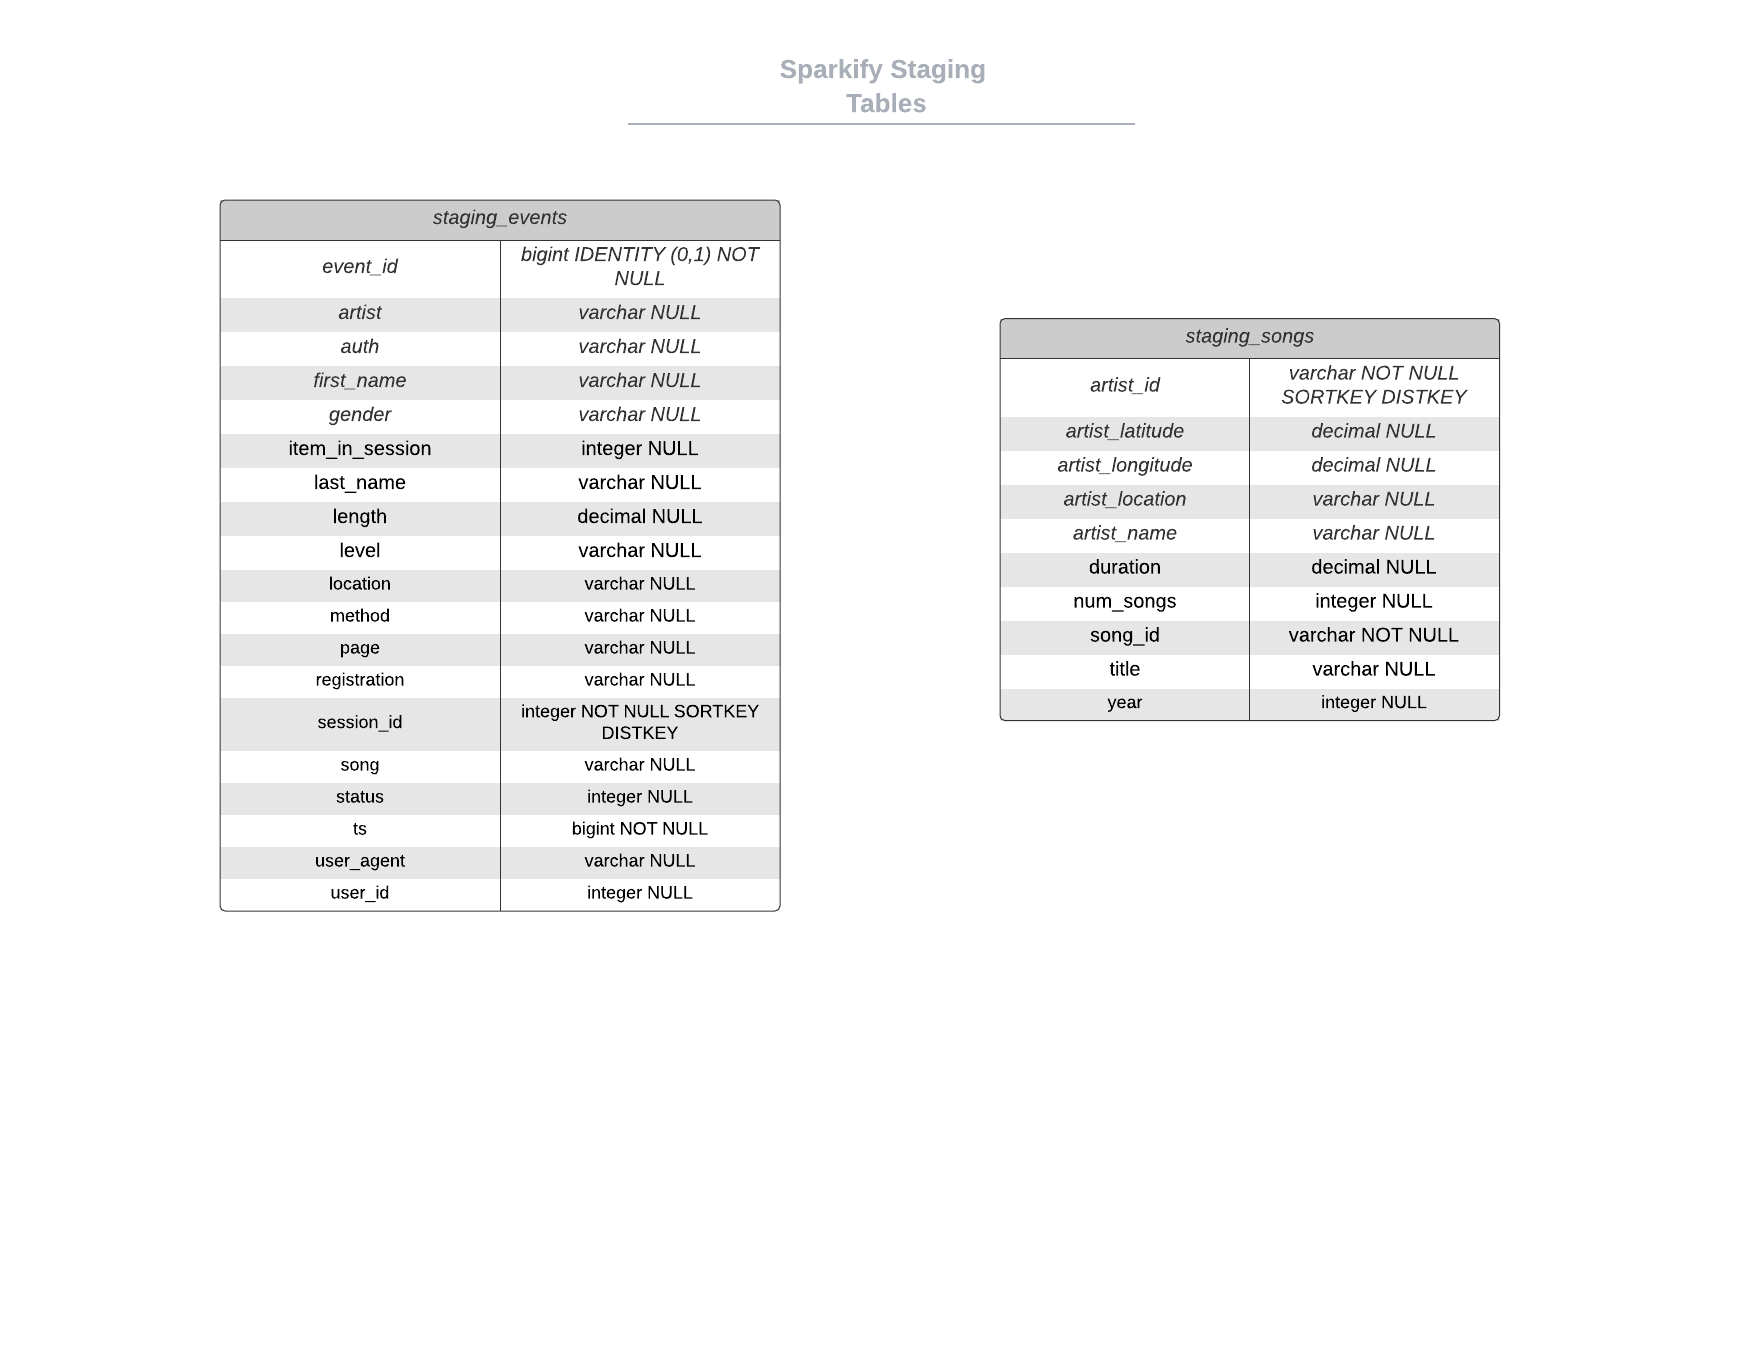 Sparkify Staging
Tables
staging_events
event_id
bigint IDENTITY (0,1) NOT
NULL
artist
varchar NULL
auth
varchar NULL
first_name
varchar NULL
gender
varchar NULL
item_in_session
integer NULL
last_name
varchar NULL
length
decimal NULL
level
varchar NULL
location
varchar NULL
method
varchar NULL
page
varchar NULL
registration
varchar NULL
session_id
integer NOT NULL SORTKEY
DISTKEY
song
varchar NULL
status
integer NULL
ts
bigint NOT NULL
user_agent
varchar NULL
user_id
integer NULL
staging_songs
artist_id
varchar NOT NULL
SORTKEY DISTKEY
artist_latitude
decimal NULL
artist_longitude
decimal NULL
artist_location
varchar NULL
artist_name
varchar NULL
duration
decimal NULL
num_songs
integer NULL
song_id
varchar NOT NULL
title
varchar NULL
year
integer NULL